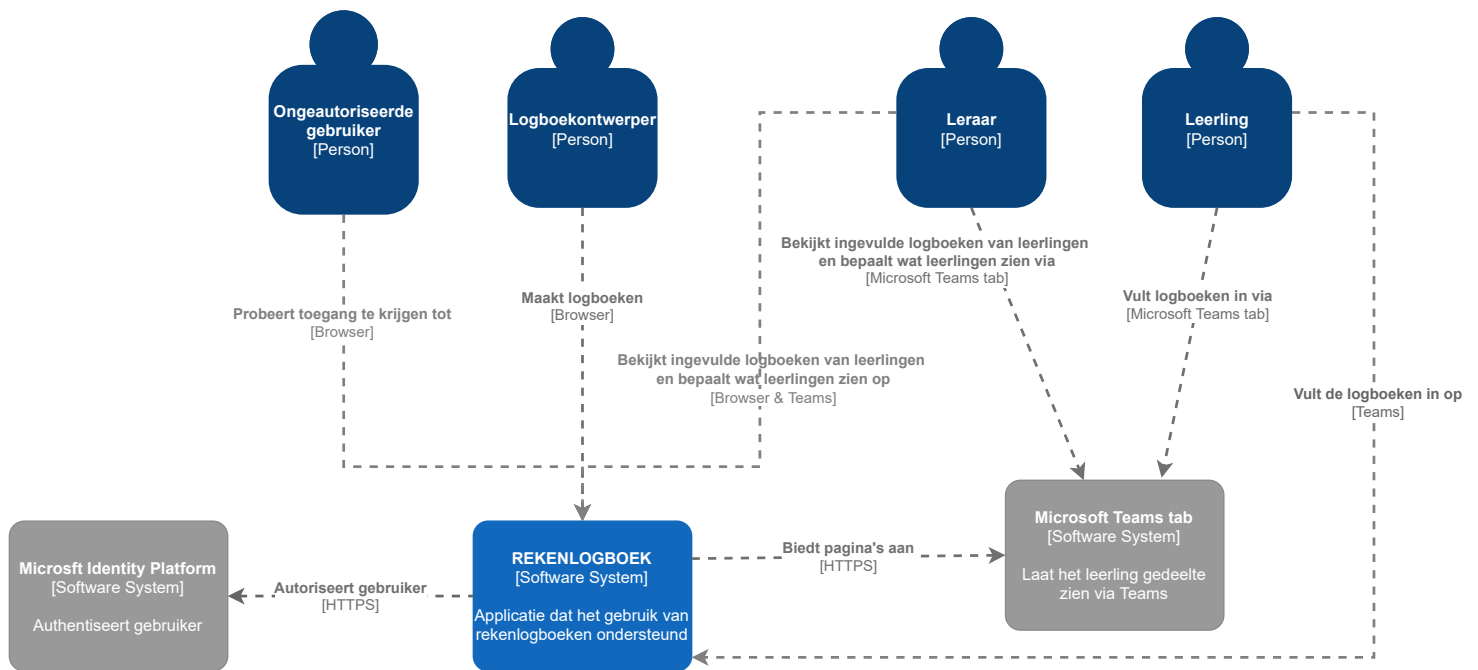 Ongeautoriseerde
gebruiker
[Person]
Logboekontwerper
[Person]
Leraar
[Person]
Leerling
[Person]
Probeert toegang te krijgen tot
[Browser]
Maakt logboeken
[Browser]
Bekijkt ingevulde logboeken van leerlingen
en bepaalt wat leerlingen zien via
[Microsoft Teams tab]
Vult logboeken in via
[Microsoft Teams tab]
Bekijkt ingevulde logboeken van leerlingen
en bepaalt wat leerlingen zien op
[Browser & Teams]
Vult de logboeken in op
[Teams]
Microsft Identity Platform
[Software System]
Authentiseert gebruiker
Autoriseert gebruiker
[HTTPS]
REKENLOGBOEK
[Software System]
Applicatie dat het gebruik van
rekenlogboeken ondersteund
Biedt pagina's aan
[HTTPS]
Microsoft Teams tab
[Software System]
Laat het leerling gedeelte
zien via Teams